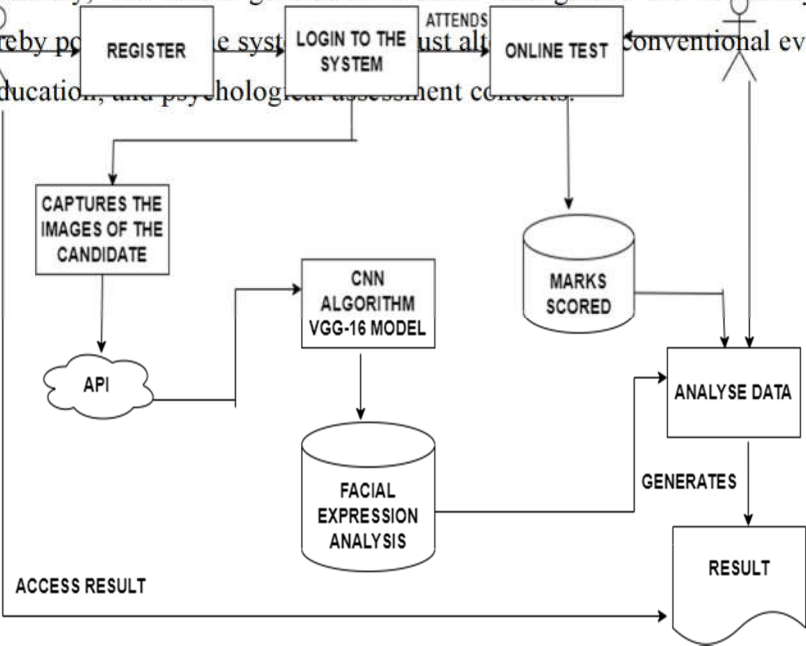 ATTENDS
REGISTER
LOGIN TO THE
SYSTEM
ONLINE TEST
conventional
and psychological assessment contexts.
CAPTURES THE
IMAGES OF THE
CANDIDATE
CNN
ALGORITHM
VGG-16 MODEL
MARKS
SCORED
API
ANALYSE DATA
GENERATES
FACIAL
EXPRESSION
ANALYSIS
RESULT
ACCESS RESULT